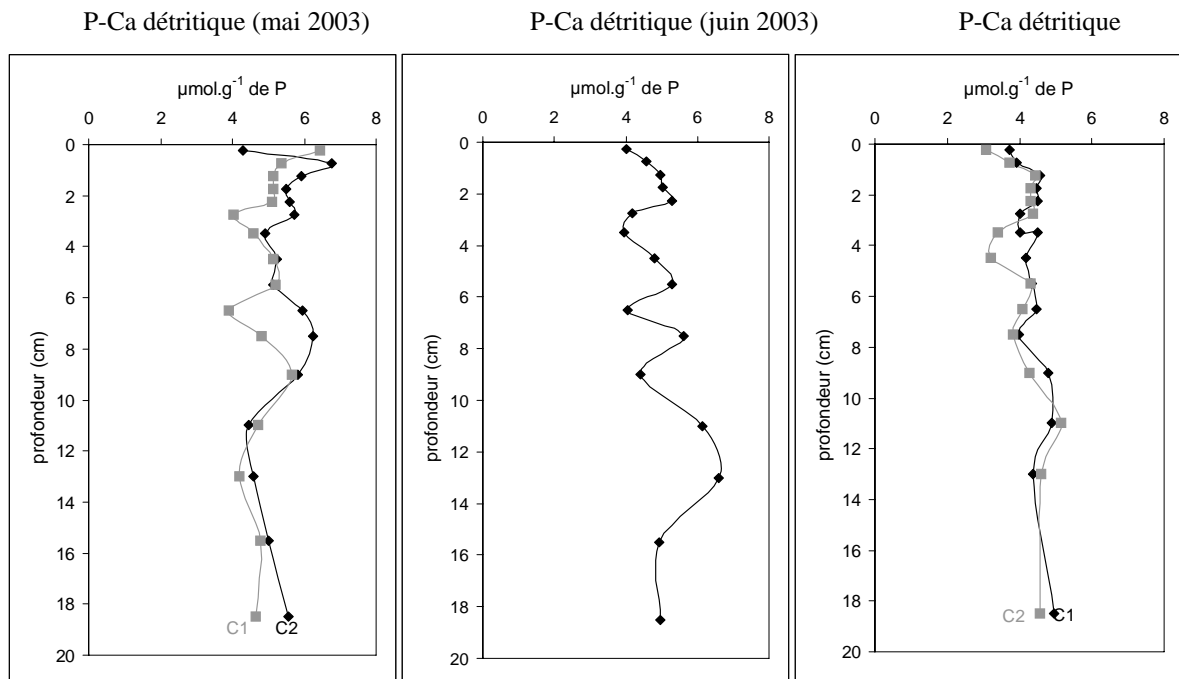 P-Ca détritique (mai 2003)
P-Ca détritique (juin 2003)
P-Ca détritique
µmol.g-1 de P
0 2 4 6 8
profondeur (cm)
0
2
4
6
8
10
12
14
16
18
20
C1 C2
µmol.g-1 de P
0 2 4 6 8
profondeur (cm)
0
2
4
6
8
10
12
14
16
18
20
µmol.g-1 de P
0 2 4 6 8
profondeur (cm)
0
2
4
6
8
10
12
14
16
18
20
C2 C1